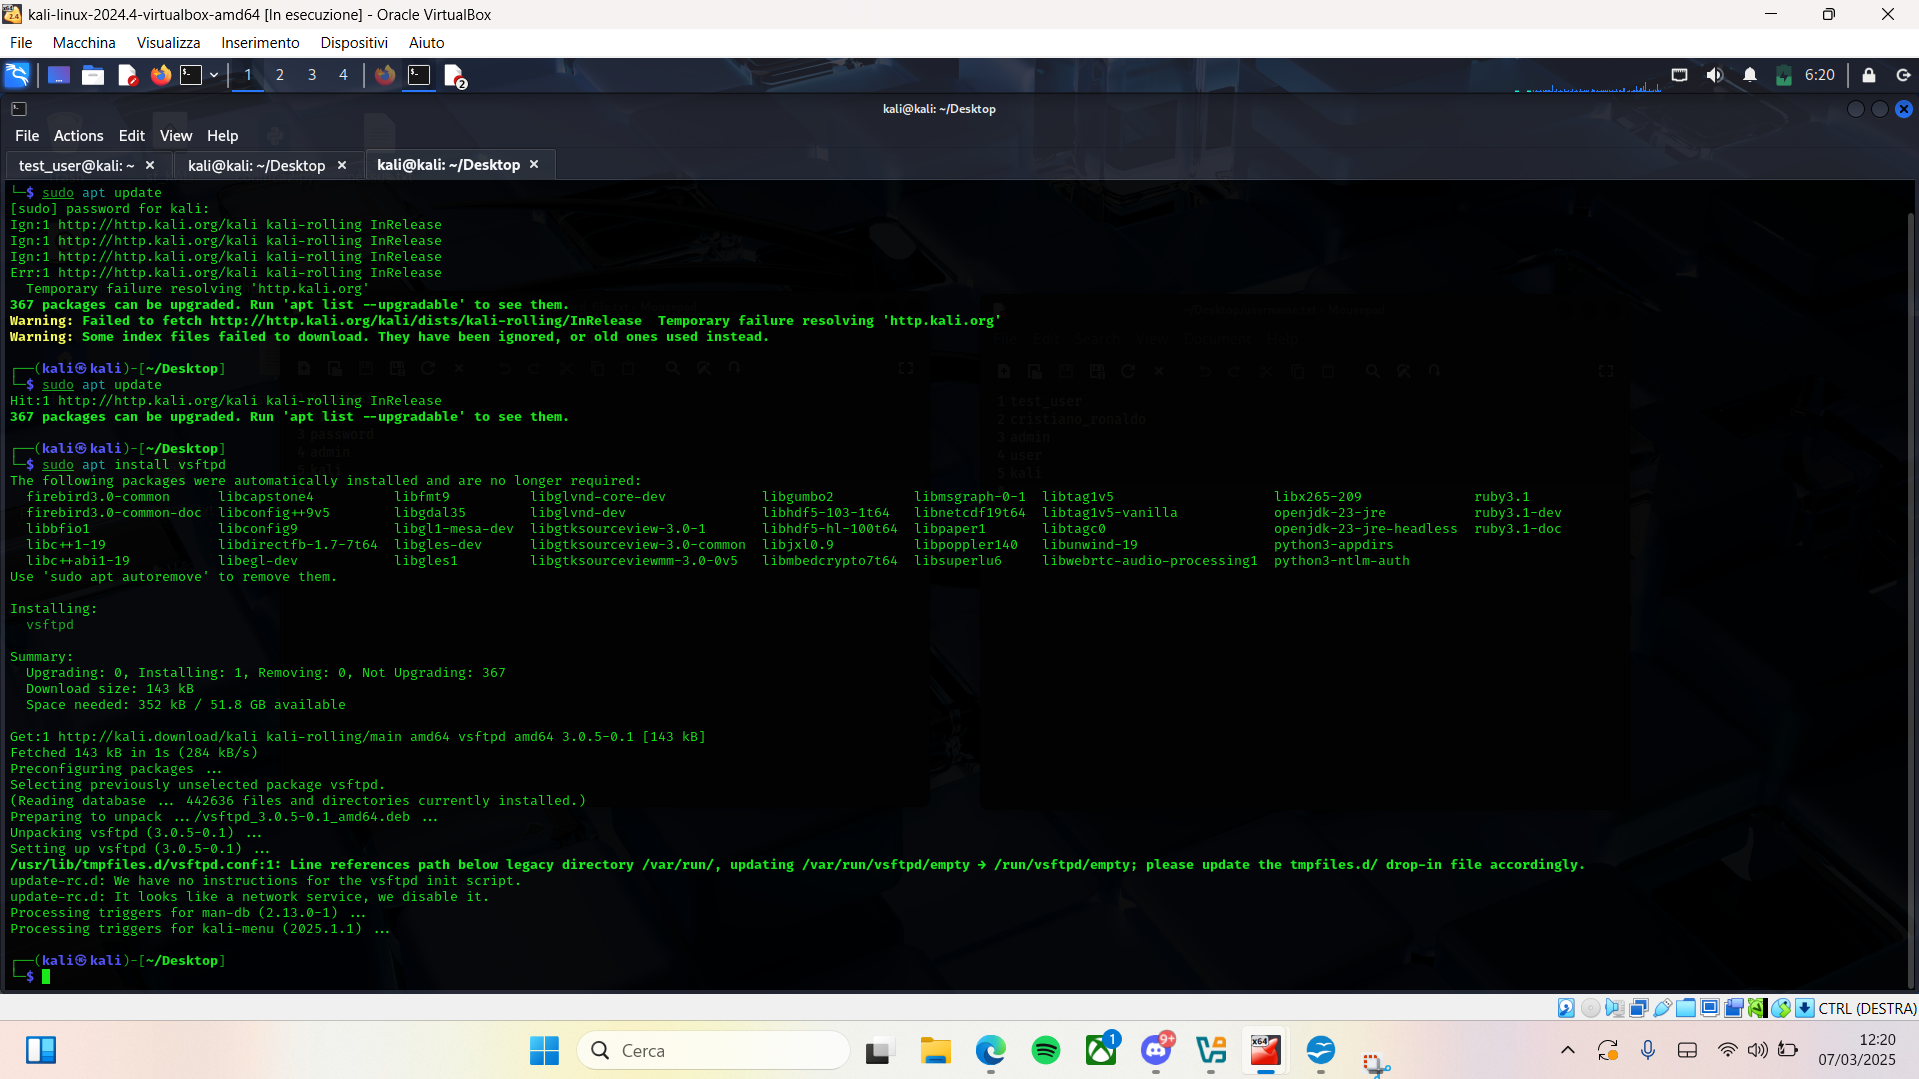 kali-linux-2024.4-virtualbox-amd64 [In esecuzione] - Oracle VirtualBox
File Macchina Visualizza Inserimento Dispositivi Aiuto
1 2 3 4 2 6:20
kali@kali: ~/Desktop
File Actions Edit View Help
test_user@kali: ~ kali@kali: ~/Desktop kali@kali: ~/Desktop
└─$ sudo apt update
[sudo] password for kali:
Ign:1 http://http.kali.org/kali kali-rolling InRelease
Ign:1 http://http.kali.org/kali kali-rolling InRelease
Ign:1 http://http.kali.org/kali kali-rolling InRelease
Err:1 http://http.kali.org/kali kali-rolling InRelease
Temporary failure resolving 'http.kali.org'
367 packages can be upgraded. Run 'apt list --upgradable' to see them.
Warning: Failed to fetch http://http.kali.org/kali/dists/kali-rolling/InRelease Temporary failure resolving 'http.kali.org'
Warning: Some index files failed to download. They have been ignored, or old ones used instead.
┌──(kali㉿kali)-[~/Desktop]
└─$ sudo apt update
Hit:1 http://http.kali.org/kali kali-rolling InRelease
367 packages can be upgraded. Run 'apt list --upgradable' to see them.
┌──(kali㉿kali)-[~/Desktop]
└─$ sudo apt install vsftpd
The following packages were automatically installed and are no longer required:
firebird3.0-common libcapstone4 libfmt9 libglvnd-core-dev libgumbo2 libmsgraph-0-1 libtag1v5 libx265-209 ruby3.1
firebird3.0-common-doc libconfig++9v5 libgdal35 libglvnd-dev libhdf5-103-1t64 libnetcdf19t64 libtag1v5-vanilla openjdk-23-jre ruby3.1-dev
libbfio1 libconfig9 libgl1-mesa-dev libgtksourceview-3.0-1 libhdf5-hl-100t64 libpaper1 libtagc0 openjdk-23-jre-headless ruby3.1-doc
libc++1-19 libdirectfb-1.7-7t64 libgles-dev libgtksourceview-3.0-common libjxl0.9 libpoppler140 libunwind-19 python3-appdirs
libc++abi1-19 libegl-dev libgles1 libgtksourceviewmm-3.0-0v5 libmbedcrypto7t64 libsuperlu6 libwebrtc-audio-processing1 python3-ntlm-auth
Use 'sudo apt autoremove' to remove them.
Installing:
vsftpd
Summary:
Upgrading: 0, Installing: 1, Removing: 0, Not Upgrading: 367
Download size: 143 kB
Space needed: 352 kB / 51.8 GB available
Get:1 http://kali.download/kali kali-rolling/main amd64 vsftpd amd64 3.0.5-0.1 [143 kB]
Fetched 143 kB in 1s (284 kB/s)
Preconfiguring packages ...
Selecting previously unselected package vsftpd.
(Reading database ... 442636 files and directories currently installed.)
Preparing to unpack .../vsftpd_3.0.5-0.1_amd64.deb ...
Unpacking vsftpd (3.0.5-0.1) ...
Setting up vsftpd (3.0.5-0.1) ...
/usr/lib/tmpfiles.d/vsftpd.conf:1: Line references path below legacy directory /var/run/, updating /var/run/vsftpd/empty → /run/vsftpd/empty; please update the tmpfiles.d/ drop-in file accordingly.
update-rc.d: We have no instructions for the vsftpd init script.
update-rc.d: It looks like a network service, we disable it.
Processing triggers for man-db (2.13.0-1) ...
Processing triggers for kali-menu (2025.1.1) ...
┌──(kali㉿kali)-[~/Desktop]
└─$
1 test_user
2 cristiano_ronaldo
3 admin
4 user
5 kali
3 password
4 admin
5 kali
CTRL (DESTRA)
Cerca 1 9+ 12:20
07/03/2025